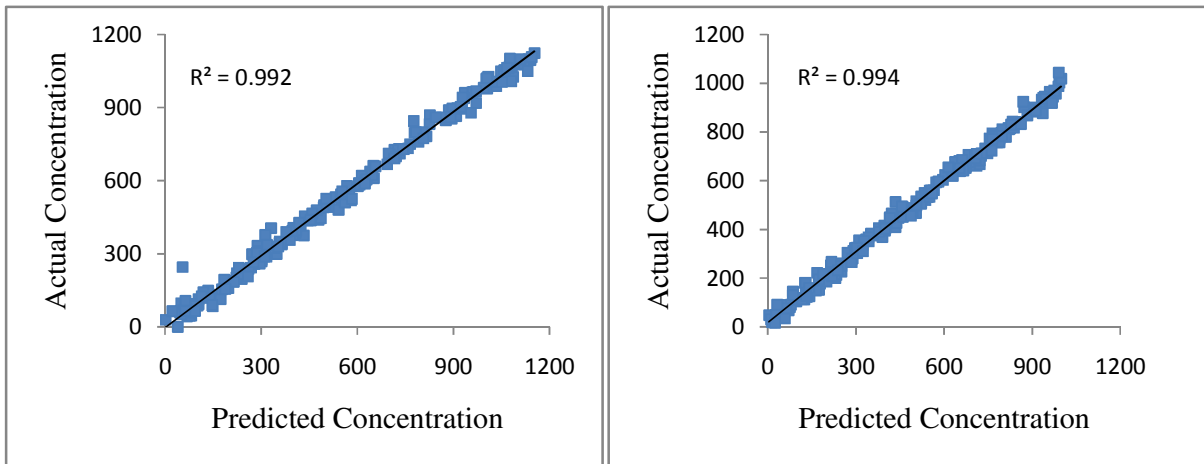 1200
900
600
300
0
R² = 0.992
Actual Concentration
0 300 600 900 1200
Predicted Concentration
1200
1000
800
600
400
200
0
R² = 0.994
Actual Concentration
0 300 600 900 1200
Predicted Concentration